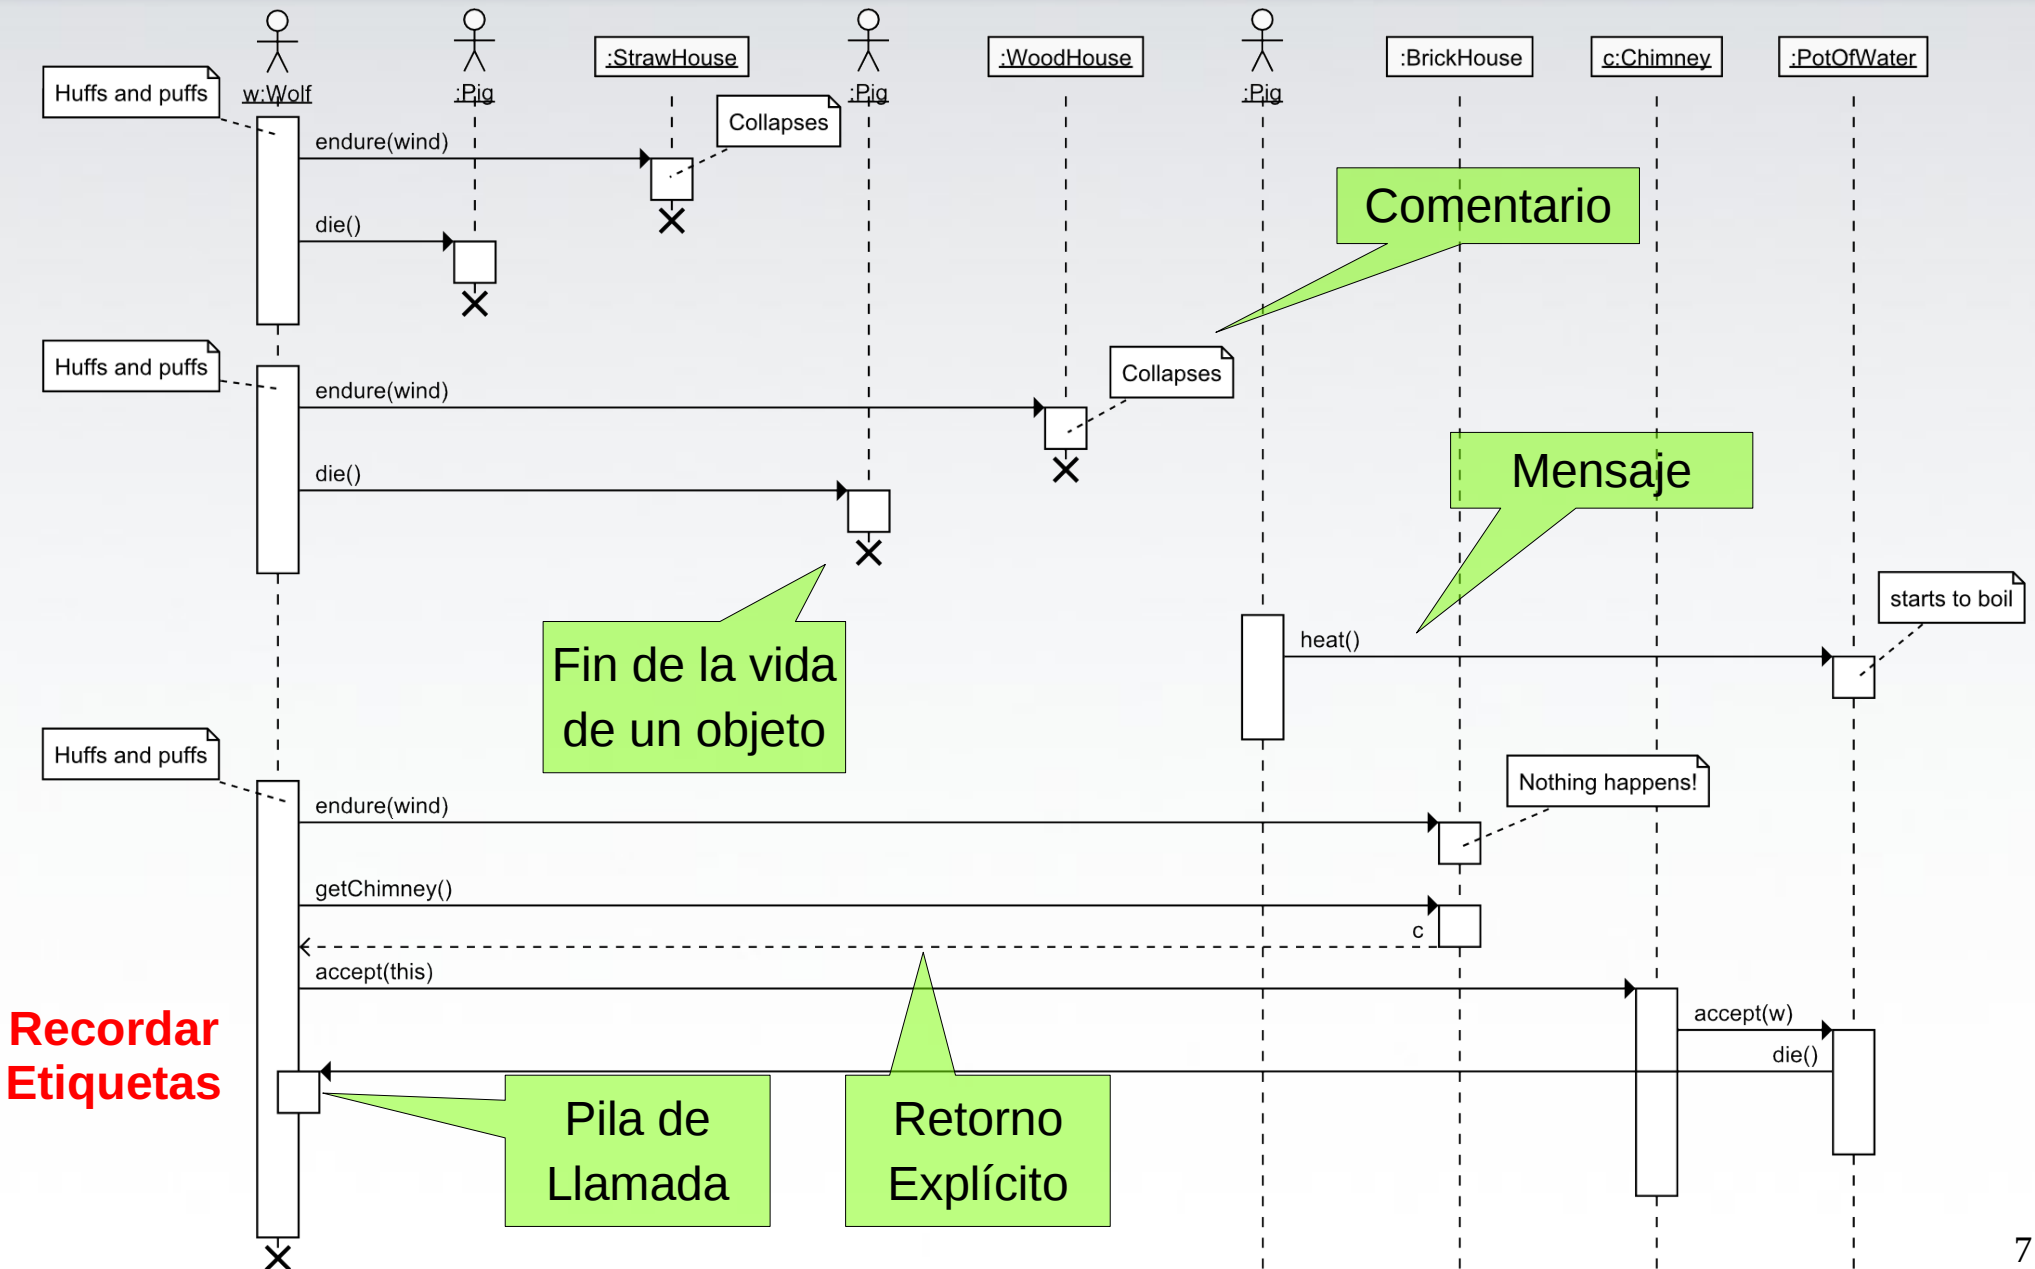 :StrawHouse
:WoodHouse
:BrickHouse
c:Chimney
:PotOfWater
Huffs and puffs
w:Wolf
:Pig
:Pig
:Pig
Collapses
endure(wind)
Comentario
die()
Huffs and puffs
Collapses
endure(wind)
Mensaje
die()
starts to boil
heat()
Fin de la vida
de un objeto
Huffs and puffs
Nothing happens!
endure(wind)
getChimney()
c
accept(this)
accept(w)
Recordar
Etiquetas
die()
Pila de
Llamada
Retorno
Explícito
7